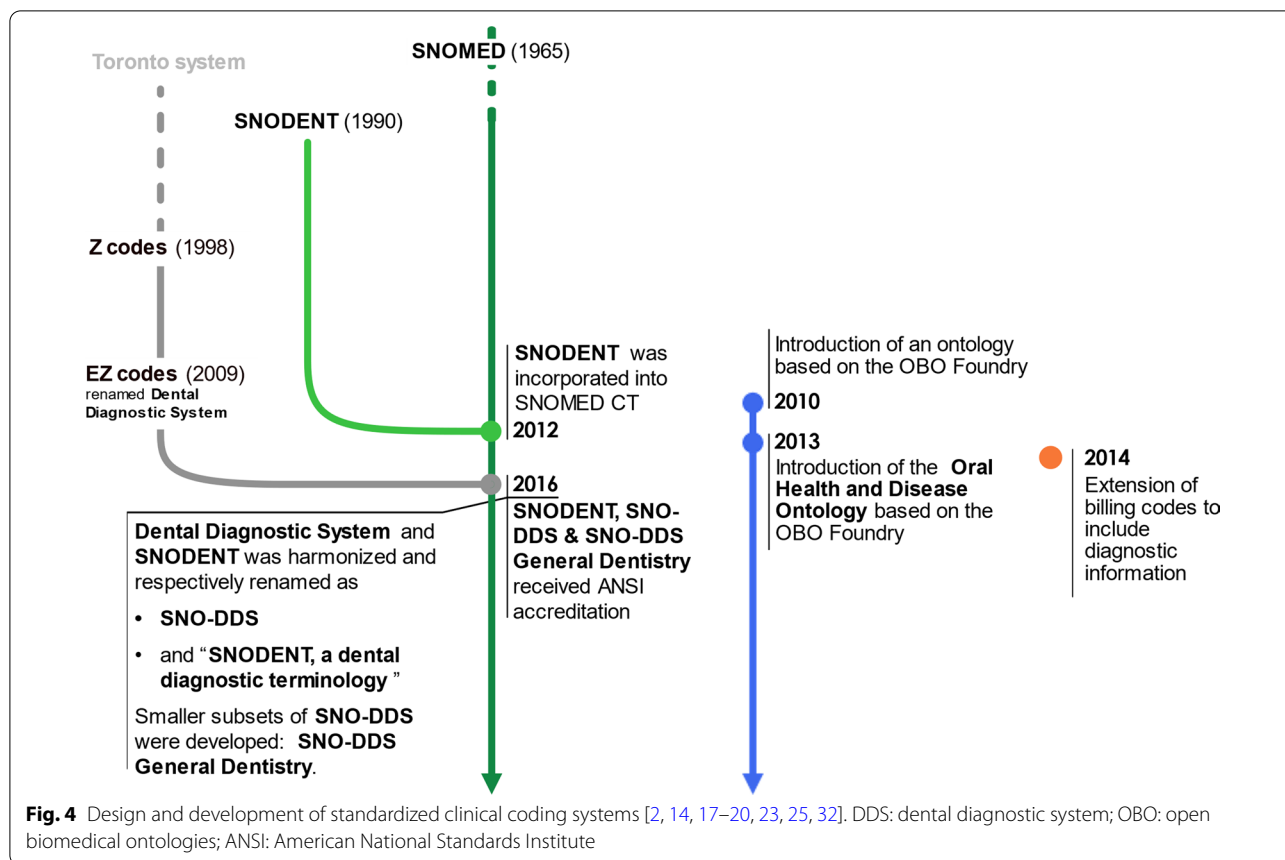 SNOMED (1965)
Toronto system
SNODENT (1990)
Z codes (1998)
EZ codes (2009)
renamed Dental
Diagnostic System
SNODENT was
incorporated into
SNOMED CT
2012
2016
SNODENT, SNO-
DDS & SNO-DDS
General Dentistry
received ANSI
accreditation
Dental Diagnostic System and
SNODENT was harmonized and
respectively renamed as
• SNO-DDS
• and “SNODENT, a dental
diagnostic terminology ”
Smaller subsets of SNO-DDS
were developed: SNO-DDS
General Dentistry.
Introduction of an ontology
based on the OBO Foundry
2010
2013
Introduction of the Oral
Health and Disease
Ontology based on the
OBO Foundry
2014
Extension of
billing codes to
include
diagnostic
information
Fig. 4 Design and development of standardized clinical coding systems [2, 14, 17–20, 23, 25, 32]. DDS: dental diagnostic system; OBO: open
biomedical ontologies; ANSI: American National Standards Institute